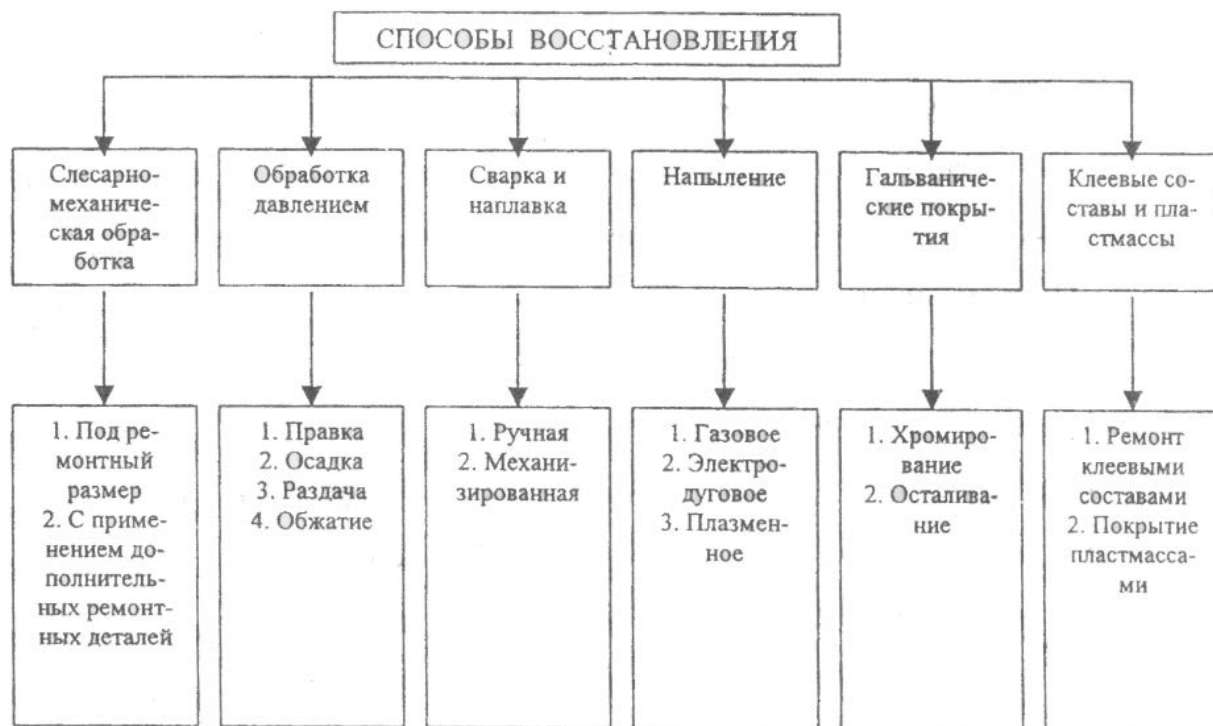 СПОСОБЫ ВОССТАНОВЛЕНИЯ
Слесарно-
механиче-
ская обра-
ботка
Обработка
давлением
Сварка и
наплавка
Напыление
Гальваниче-
ские покры-
тия
Клеевые со-
ставы и пла-
стмассы
1. Под ре-
монтный
размер
2. С приме-
нением до-
полнитель-
ных ремонт-
ных деталей
1. Правка
2. Осадка
3. Раздача
4. Обжатие
1. Ручная
2. Механи-
зированная
1. Газовое
2. Электро-
дуговое
3. Плазмен-
ное
1. Хромиро-
вание
2. Осталива-
ние
1. Ремонт
клеевыми
составами
2. Покрытие
пластмасса-
ми